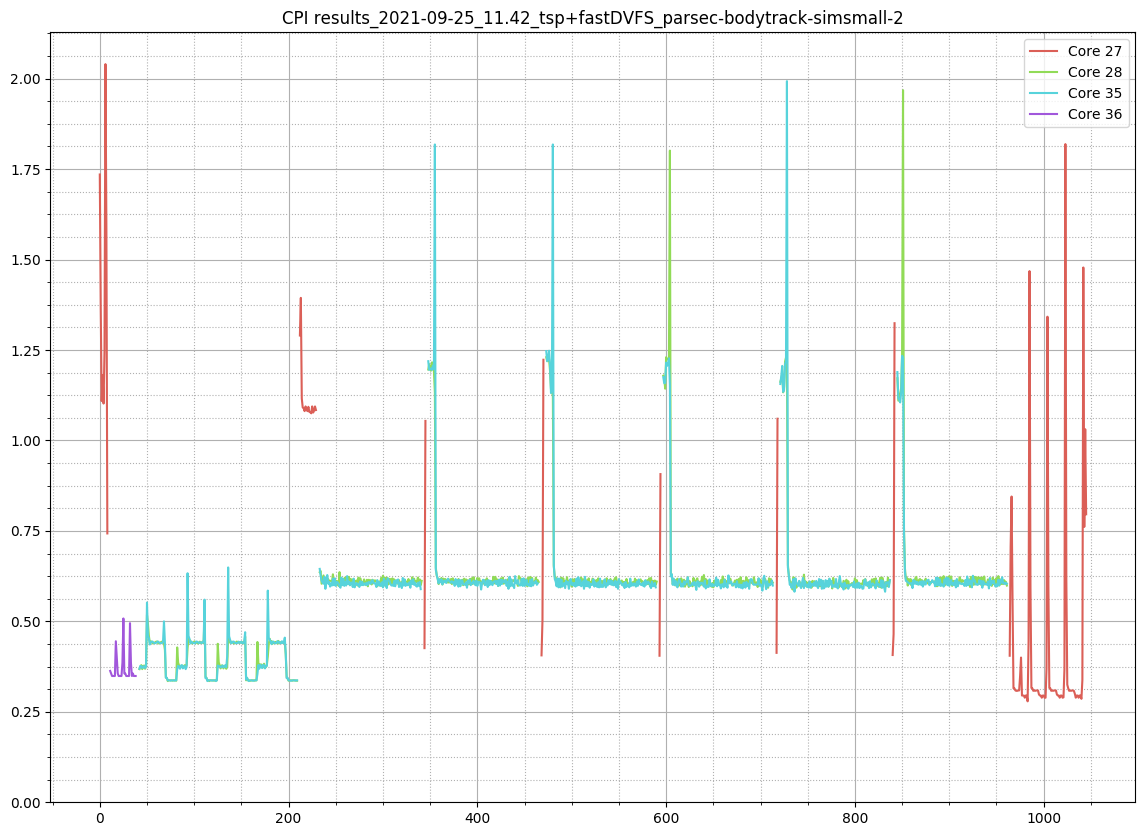 CPI results_2021-09-25_11.42_tsp+fastDVFS_parsec-bodytrack-simsmall-2
Core 27
Core 28
Core 35
Core 36
2.00
1.75
1.50
1.25
1.00
0.75
0.50
0.25
0.00
0 200 400 600 800 1000